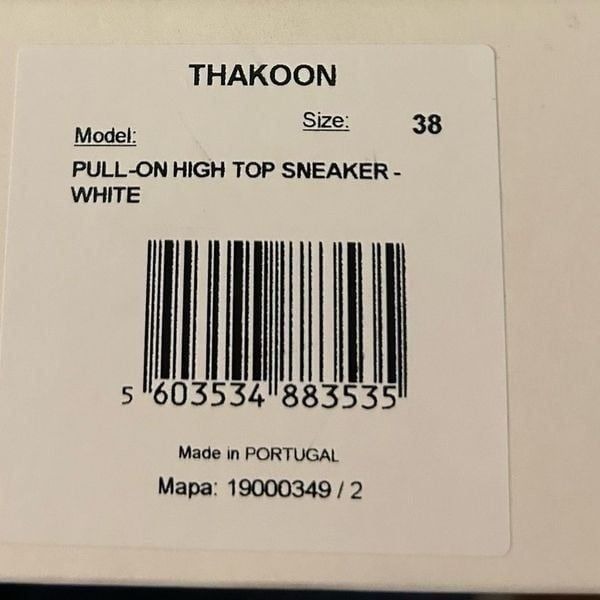 THAKOON
Size: 38
Model:
PULL-ON HIGH TOP SNEAKER -
WHITE
5 603534 883535
Made in PORTUGAL
Mapa: 19000349 / 2